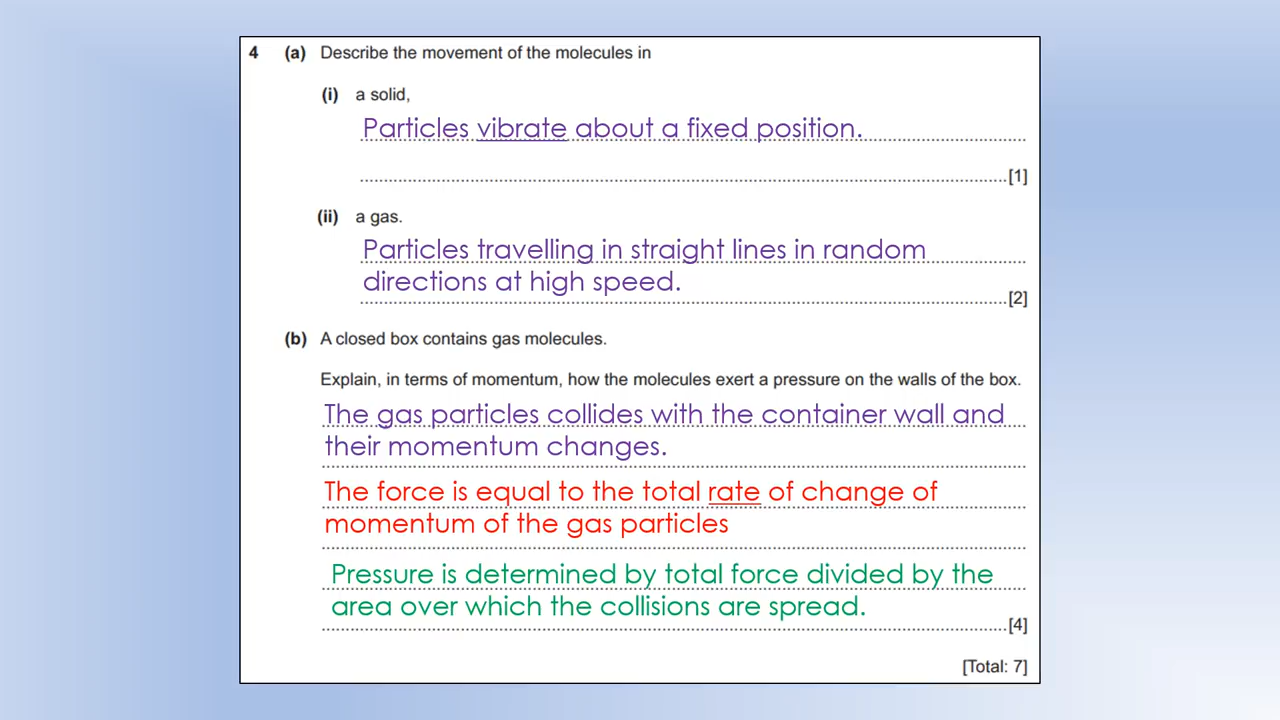 4 (a) Describe the movement of the molecules in
(i) a solid,
Particles vibrate about a fixed position.
[1]
(ii) a gas.
Particles travelling in straight lines in random
directions at high speed.
[2]
(b) A closed box contains gas molecules.
Explain, in terms of momentum, how the molecules exert a pressure on the walls of the box.
The gas particles collides with the container wall and
their momentum changes.
The force is equal to the total rate of change of
momentum of the gas particles
Pressure is determined by total force divided by the
area over which the collisions are spread.
[4]
[Total: 7]